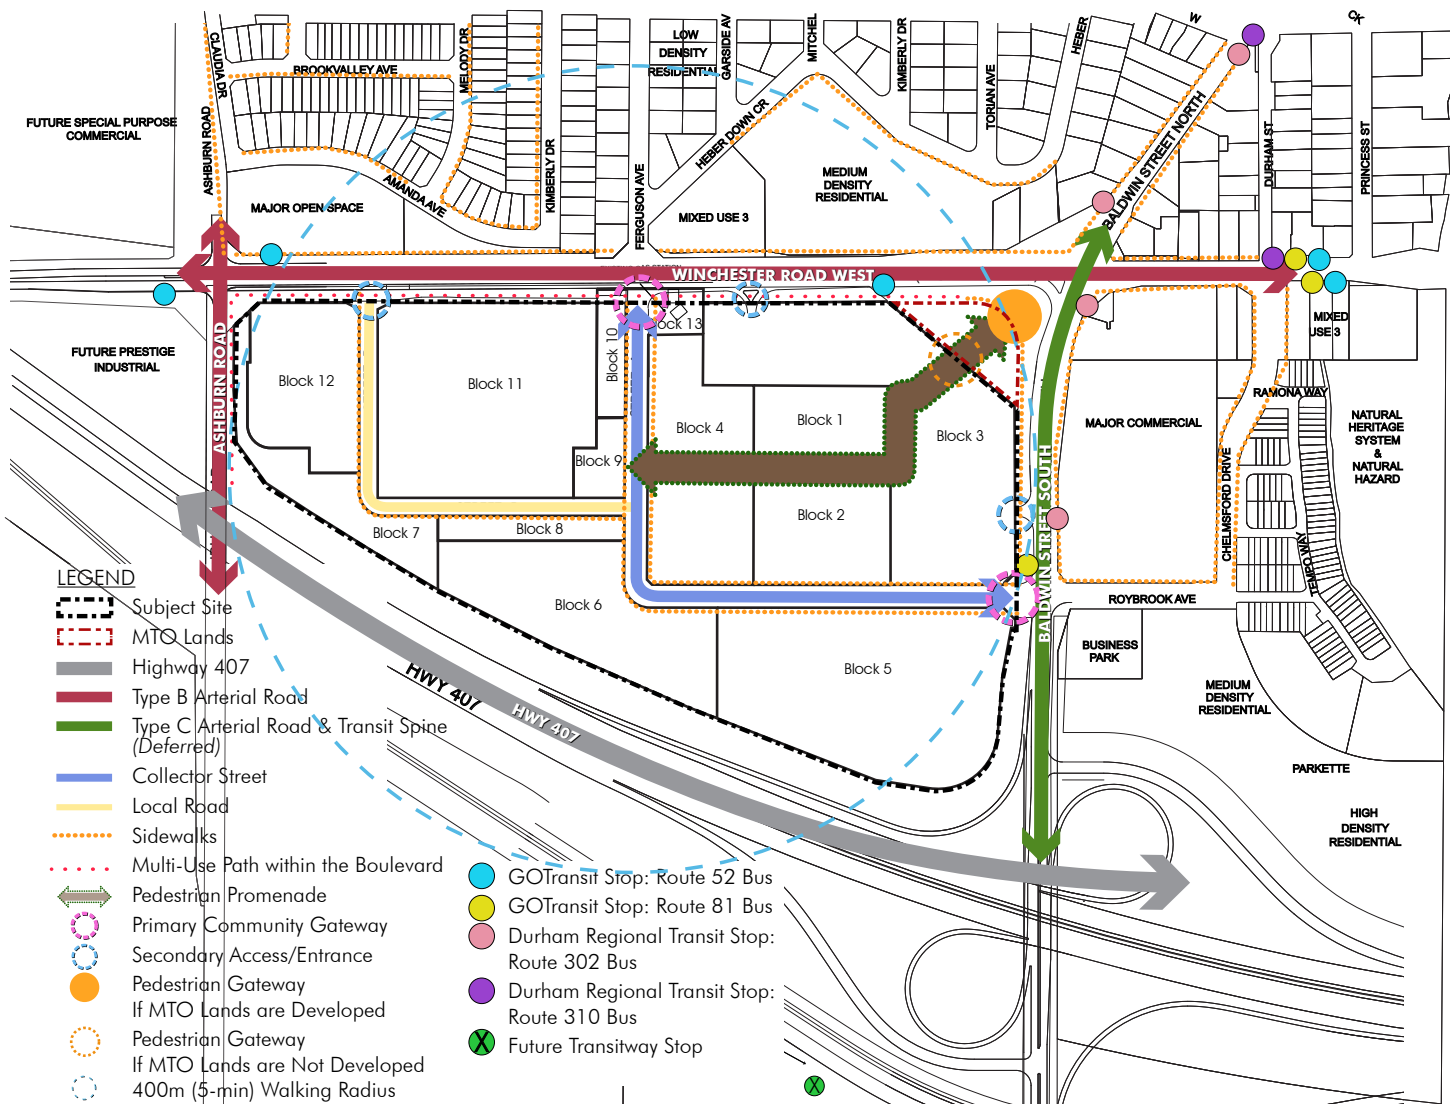 CLAUDIA DR
BROOKVALLEY AVE
MELODY DR
LOW
DENSITY
RESIDENTIAL
GARSIDE AV
MITCHEL
KIMBERLY DR
HEBER
W
CK
TORIAN AVE
FUTURE SPECIAL PURPOSE
COMMERCIAL
ASHBURN ROAD
AMANDA AVE
MAJOR OPEN SPACE
KIMBERLY DR
FERGUSON AVE
HEBER DOWN CR
MIXED USE 3
MEDIUM
DENSITY
RESIDENTIAL
BALDWIN STREET NORTH
DURHAM ST
PRINCESS ST
WINCHESTER ROAD WEST
FUTURE PRESTIGE
INDUSTRIAL
ASHBURN ROAD
Block 12
Block 11
Block 10
Block 13
Block 9
Block 4
Block 1
Block 3
Block 2
Block 7
Block 8
Block 6
Block 5
MIXED
USE 3
RAMONA WAY
MAJOR COMMERCIAL
CHELMSFORD DRIVE
NATURAL
HERITAGE
SYSTEM
&
NATURAL
HAZARD
TEMPO WAY
BALDWIN STREET SOUTH
ROYBROOK AVE
BUSINESS
PARK
MEDIUM
DENSITY
RESIDENTIAL
PARKETTE
HIGH
DENSITY
RESIDENTIAL
HWY 407
HWY 407
LEGEND
Subject Site
MTO Lands
Highway 407
Type B Arterial Road
Type C Arterial Road & Transit Spine
(Deferred)
Collector Street
Local Road
Sidewalks
Multi-Use Path within the Boulevard
Pedestrian Promenade
Primary Community Gateway
Secondary Access/Entrance
Pedestrian Gateway
If MTO Lands are Developed
Pedestrian Gateway
If MTO Lands are Not Developed
400m (5-min) Walking Radius
GOTransit Stop: Route 52 Bus
GOTransit Stop: Route 81 Bus
Durham Regional Transit Stop:
Route 302 Bus
Durham Regional Transit Stop:
Route 310 Bus
X Future Transitway Stop
X